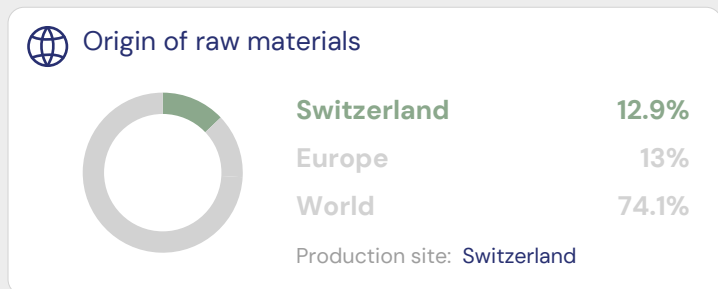 Origin of raw materials
Switzerland 12.9%
Europe 13%
World 74.1%
Production site: Switzerland